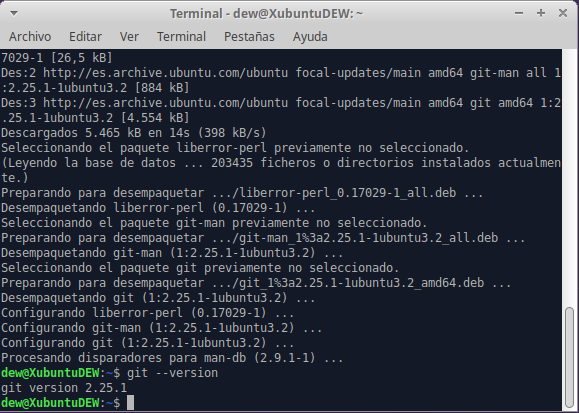 Terminal - dew@XubuntuDEW: ~
Archivo Editar Ver Terminal Pestañas Ayuda
7029-1 [26,5 kB]
Des:2 http://es.archive.ubuntu.com/ubuntu focal-updates/main amd64 git-man all 1
:2.25.1-1ubuntu3.2 [884 kB]
Des:3 http://es.archive.ubuntu.com/ubuntu focal-updates/main amd64 git amd64 1:2
.25.1-1ubuntu3.2 [4.554 kB]
Descargados 5.465 kB en 14s (398 kB/s)
Seleccionando el paquete liberror-perl previamente no seleccionado.
(Leyendo la base de datos ... 203435 ficheros o directorios instalados actualmen
te.)
Preparando para desempaquetar .../liberror-perl_0.17029-1_all.deb ...
Desempaquetando liberror-perl (0.17029-1) ...
Seleccionando el paquete git-man previamente no seleccionado.
Preparando para desempaquetar .../git-man_1%3a2.25.1-1ubuntu3.2_all.deb ...
Desempaquetando git-man (1:2.25.1-1ubuntu3.2) ...
Seleccionando el paquete git previamente no seleccionado.
Preparando para desempaquetar .../git_1%3a2.25.1-1ubuntu3.2_amd64.deb ...
Desempaquetando git (1:2.25.1-1ubuntu3.2) ...
Configurando liberror-perl (0.17029-1) ...
Configurando git-man (1:2.25.1-1ubuntu3.2) ...
Configurando git (1:2.25.1-1ubuntu3.2) ...
Procesando disparadores para man-db (2.9.1-1) ...
dew@XubuntuDEW:~$ git --version
git version 2.25.1
dew@XubuntuDEW:~$